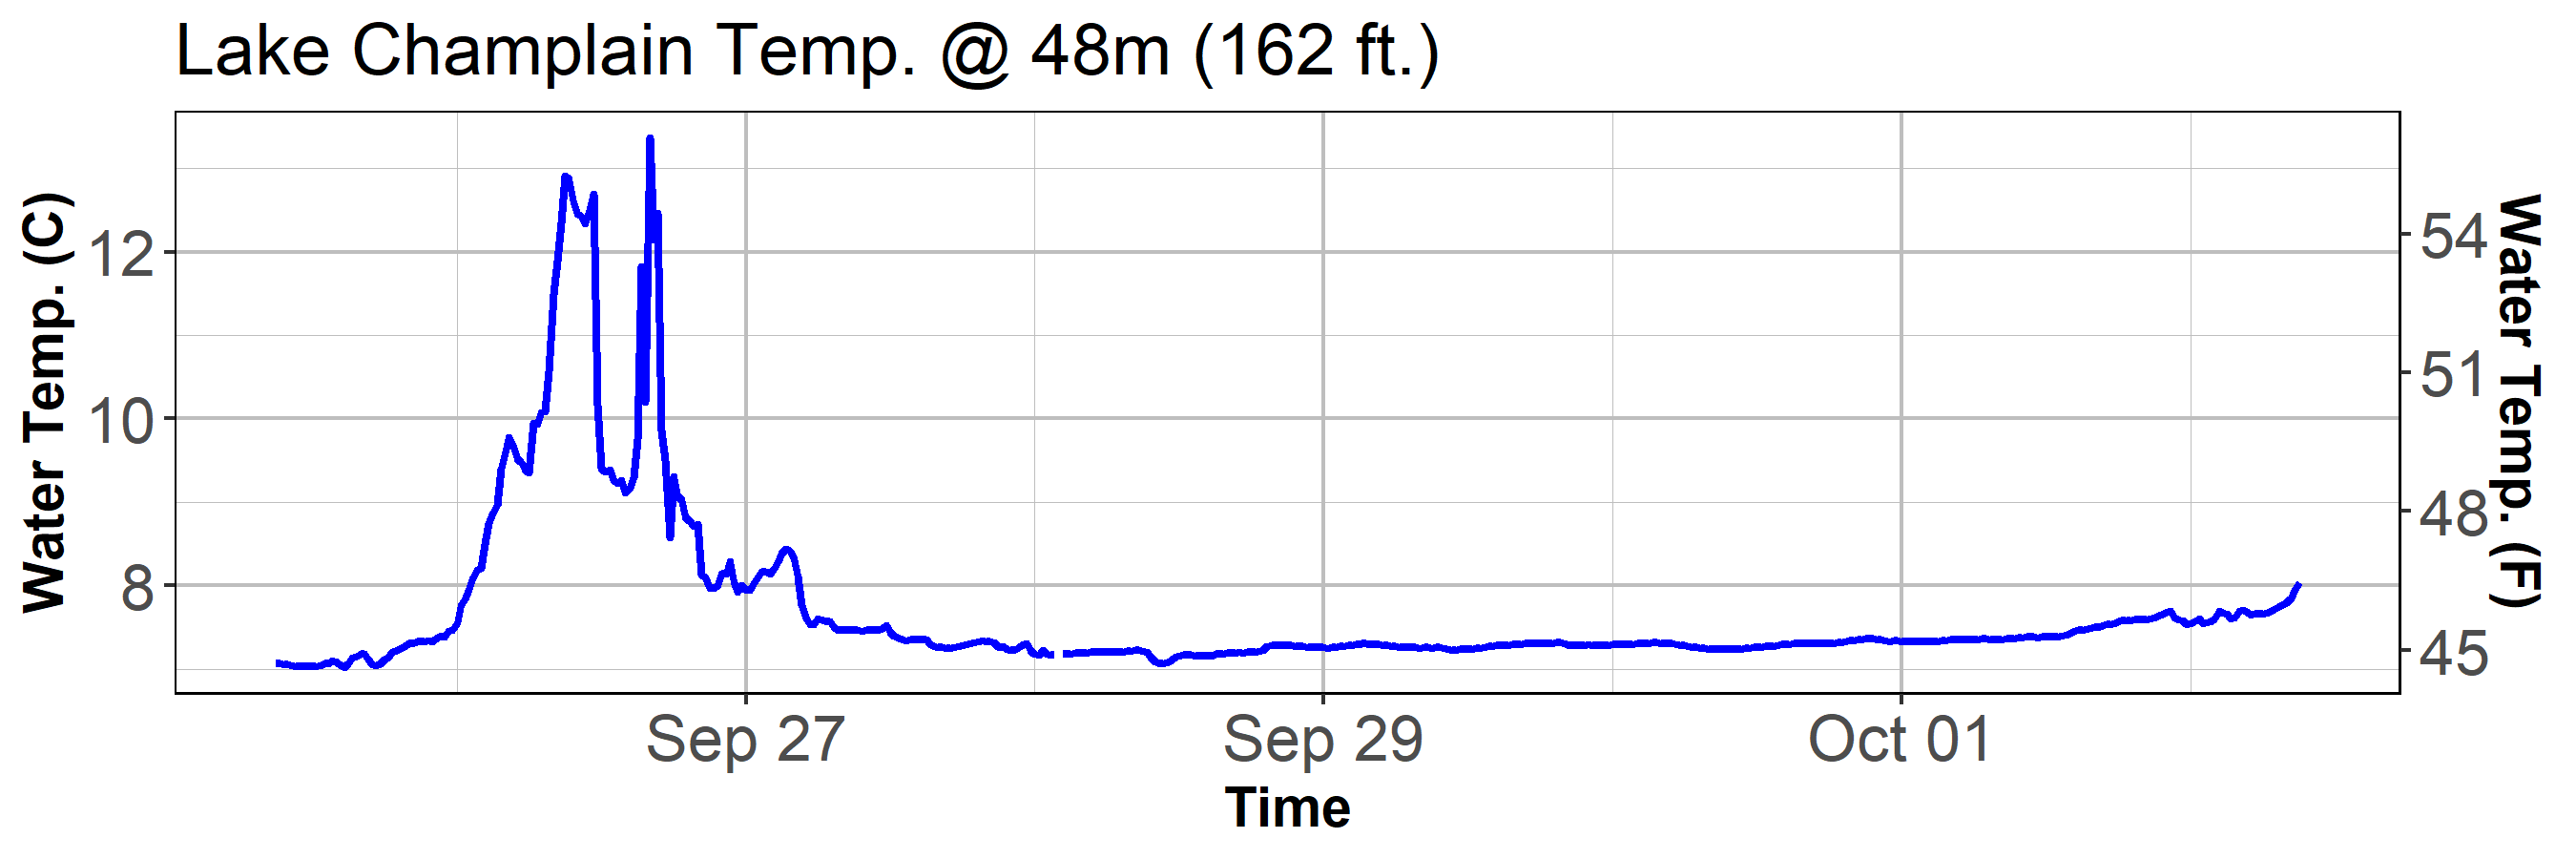 Lake Champlain Temp. @ 48m (162 ft.)
Water Temp. (C)
12
10
8
54
51
48
45
Water Temp. (F)
Sep 27
Sep 29
Oct 01
Time